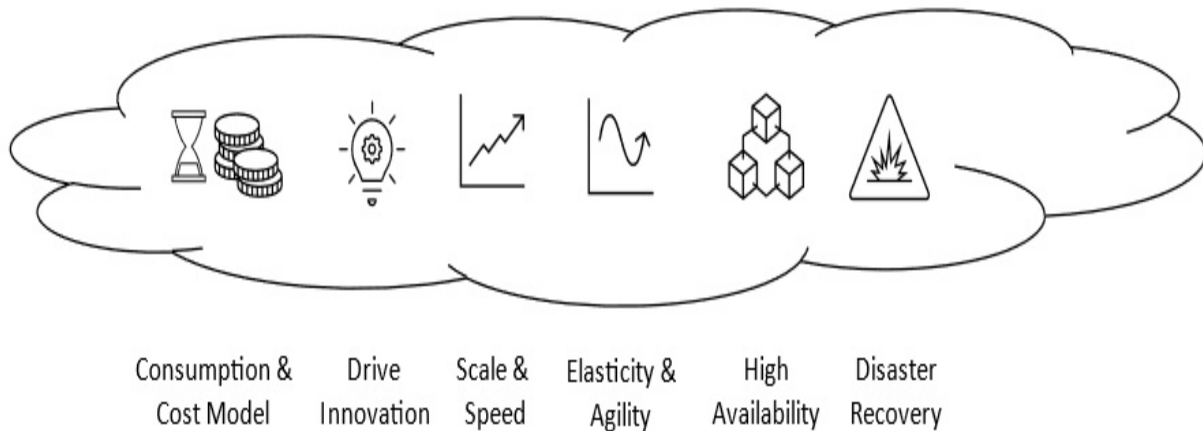 Consumption &
Cost Model
Drive
Innovation
Scale &
Speed
Elasticity &
Agility
High
Availability
Disaster
Recovery